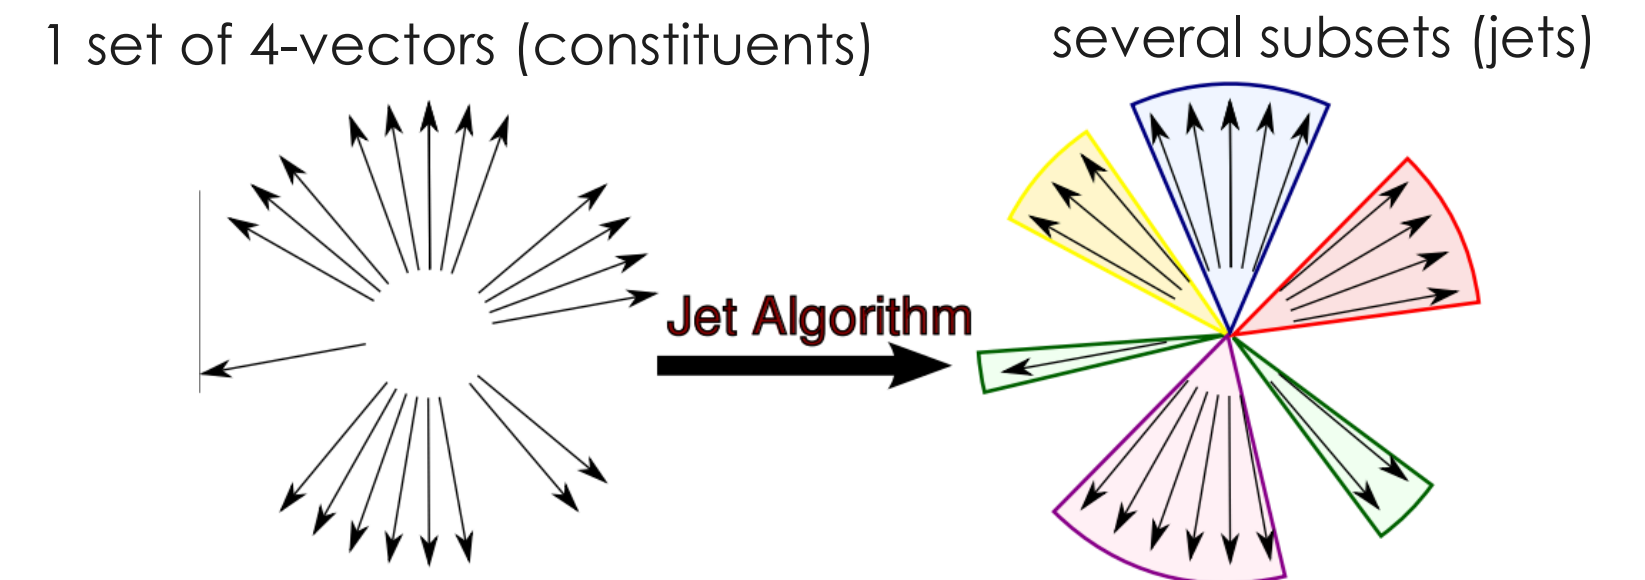 1 set of 4-vectors (constituents)
several subsets (jets)
Jet Algorithm